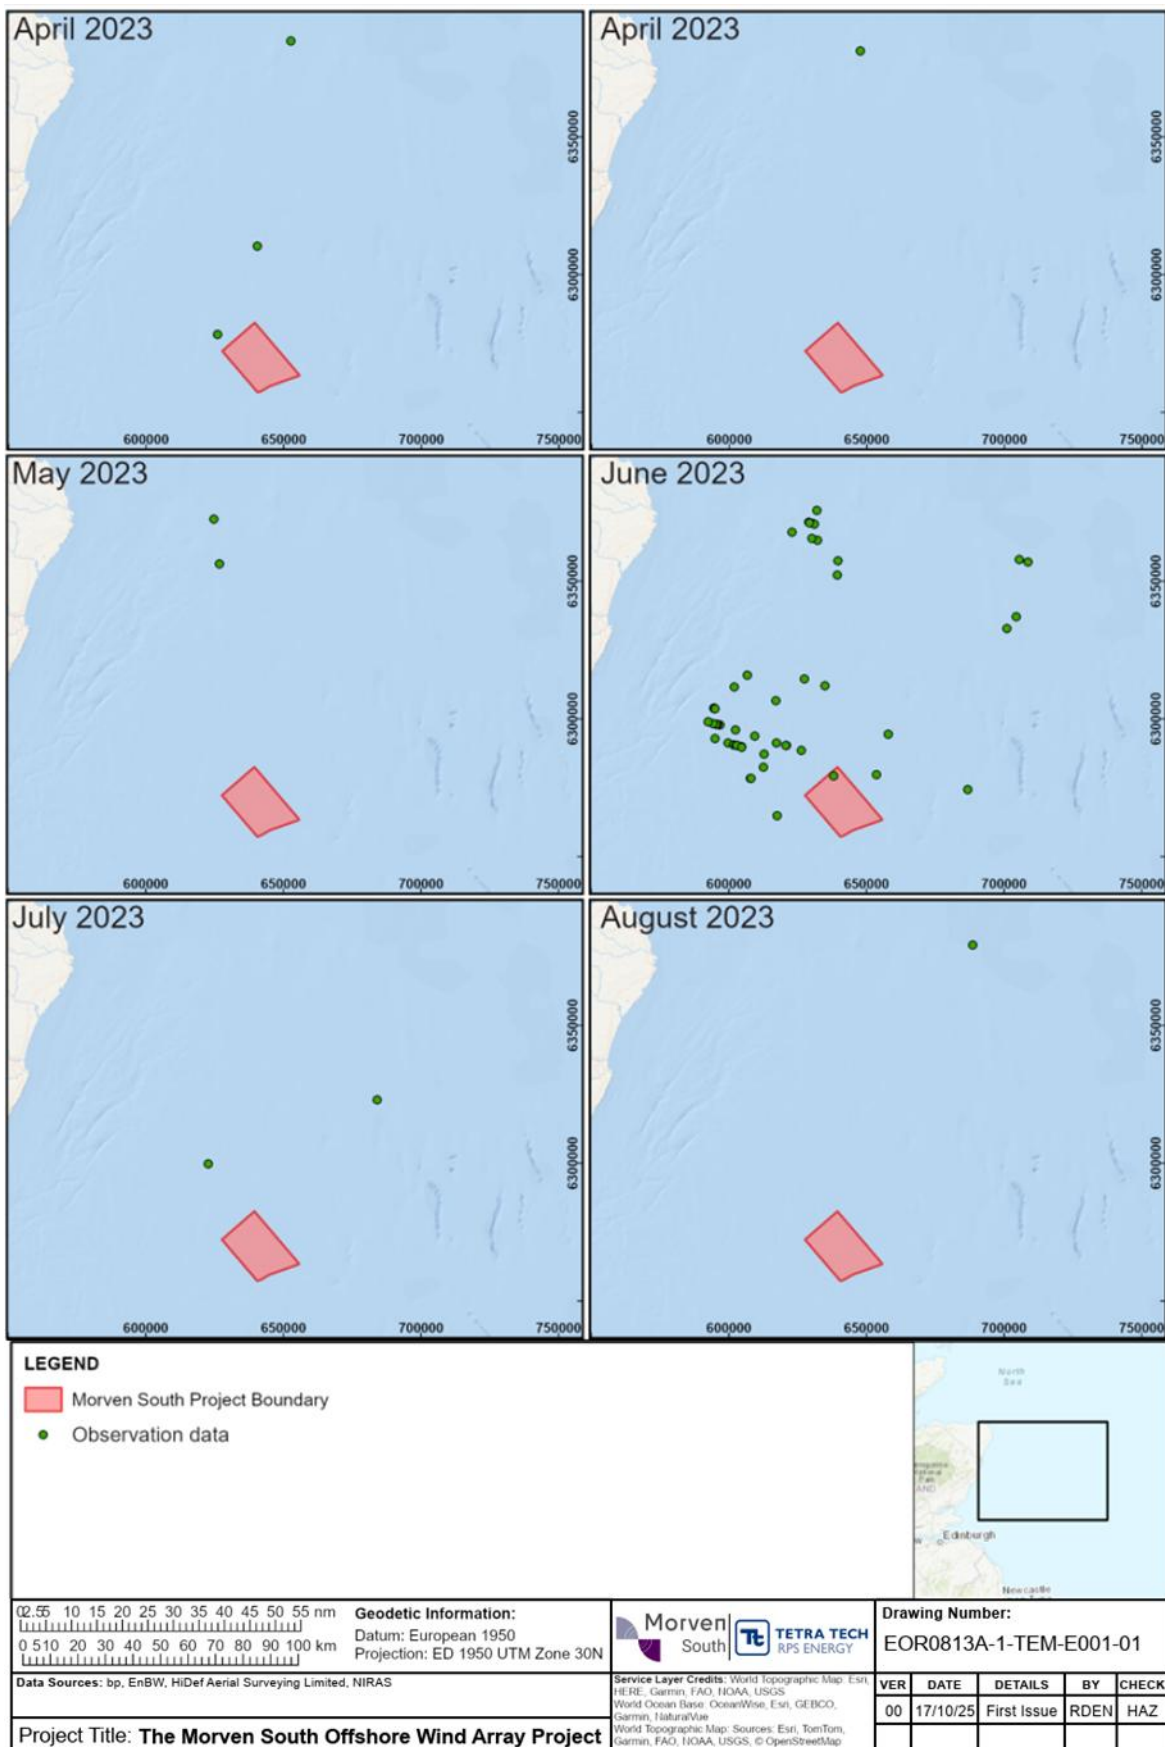 April 2023
April 2023
6350000
6300000
600000 650000 700000 750000
6350000
6300000
600000 650000 700000 750000
May 2023
June 2023
6350000
6300000
600000 650000 700000 750000
6350000
6300000
600000 650000 700000 750000
July 2023
August 2023
6350000
6300000
600000 650000 700000 750000
6350000
6300000
600000 650000 700000 750000
LEGEND
Morven South Project Boundary
Observation data
North
Sea
National
Park
AND
Edinburgh
Newcastle
02.55 10 15 20 25 30 35 40 45 50 55 nm
0 510 20 30 40 50 60 70 80 90 100 km
Geodetic Information:
Datum: European 1950
Projection: ED 1950 UTM Zone 30N
Morven
South
Tt
TETRA TECH
RPS ENERGY
Drawing Number:
EOR0813A-1-TEM-E001-01
Data Sources: bp, EnBW, HiDef Aerial Surveying Limited, NIRAS
Service Layer Credits: World Topographic Map: Esri,
HERE, Garmin, FAO, NOAA, USGS
World Ocean Base: OceanWise, Esri, GEBCO,
Garmin, NaturalVue
World Topographic Map: Sources: Esri, TomTom,
Garmin, FAO, NOAA, USGS, © OpenStreetMap
VER DATE DETAILS BY CHECK
00 17/10/25 First Issue RDEN HAZ
Project Title: The Morven South Offshore Wind Array Project